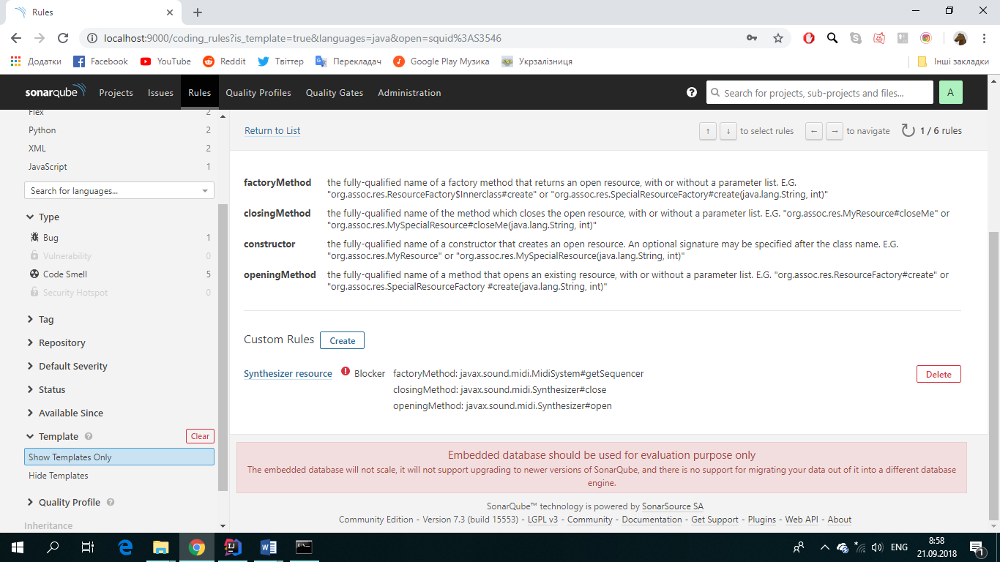 Rules
localhost:9000/coding_rules?is_template=true&languages=java&open=squid%3AS3546
Додатки Facebook YouTube Reddit Твіттер Перекладач Google Play Музика Укрзалізниця Інші закладки
sonarqube Projects Issues Rules Quality Profiles Quality Gates Administration ? Search for projects, sub-projects and files... A
Flex 2
Python 2
XML 2
JavaScript 1
Search for languages...
Type
Bug 1
Vulnerability 0
Code Smell 5
Security Hotspot 0
Tag
Repository
Default Severity
Status
Available Since
Template ? Clear
Show Templates Only
Hide Templates
Quality Profile ?
Inheritance
Return to List ↑ ↓ to select rules ← → to navigate 1 / 6 rules
factoryMethod the fully-qualified name of a factory method that returns an open resource, with or without a parameter list. E.G.
"org.assoc.res.ResourceFactory$Innerclass#create" or "org.assoc.res.SpecialResourceFactory#create(java.lang.String, int)"
closingMethod the fully-qualified name of the method which closes the open resource, with or without a parameter list. E.G. "org.assoc.res.MyResource#closeMe" or
"org.assoc.res.MySpecialResource#closeMe(java.lang.String, int)"
constructor the fully-qualified name of a constructor that creates an open resource. An optional signature may be specified after the class name. E.G.
"org.assoc.res.MyResource" or "org.assoc.res.MySpecialResource(java.lang.String, int)"
openingMethod the fully-qualified name of a method that opens an existing resource, with or without a parameter list. E.G. "org.assoc.res.ResourceFactory#create" or
"org.assoc.res.SpecialResourceFactory #create(java.lang.String, int)"
Custom Rules Create
Synthesizer resource Blocker factoryMethod: javax.sound.midi.MidiSystem#getSequencer Delete
closingMethod: javax.sound.midi.Synthesizer#close
openingMethod: javax.sound.midi.Synthesizer#open
Embedded database should be used for evaluation purpose only
The embedded database will not scale, it will not support upgrading to newer versions of SonarQube, and there is no support for migrating your data out of it into a different database
engine.
SonarQube™ technology is powered by SonarSource SA
Community Edition - Version 7.3 (build 15553) - LGPL v3 - Community - Documentation - Get Support - Plugins - Web API - About
ENG 8:58
21.09.2018 1